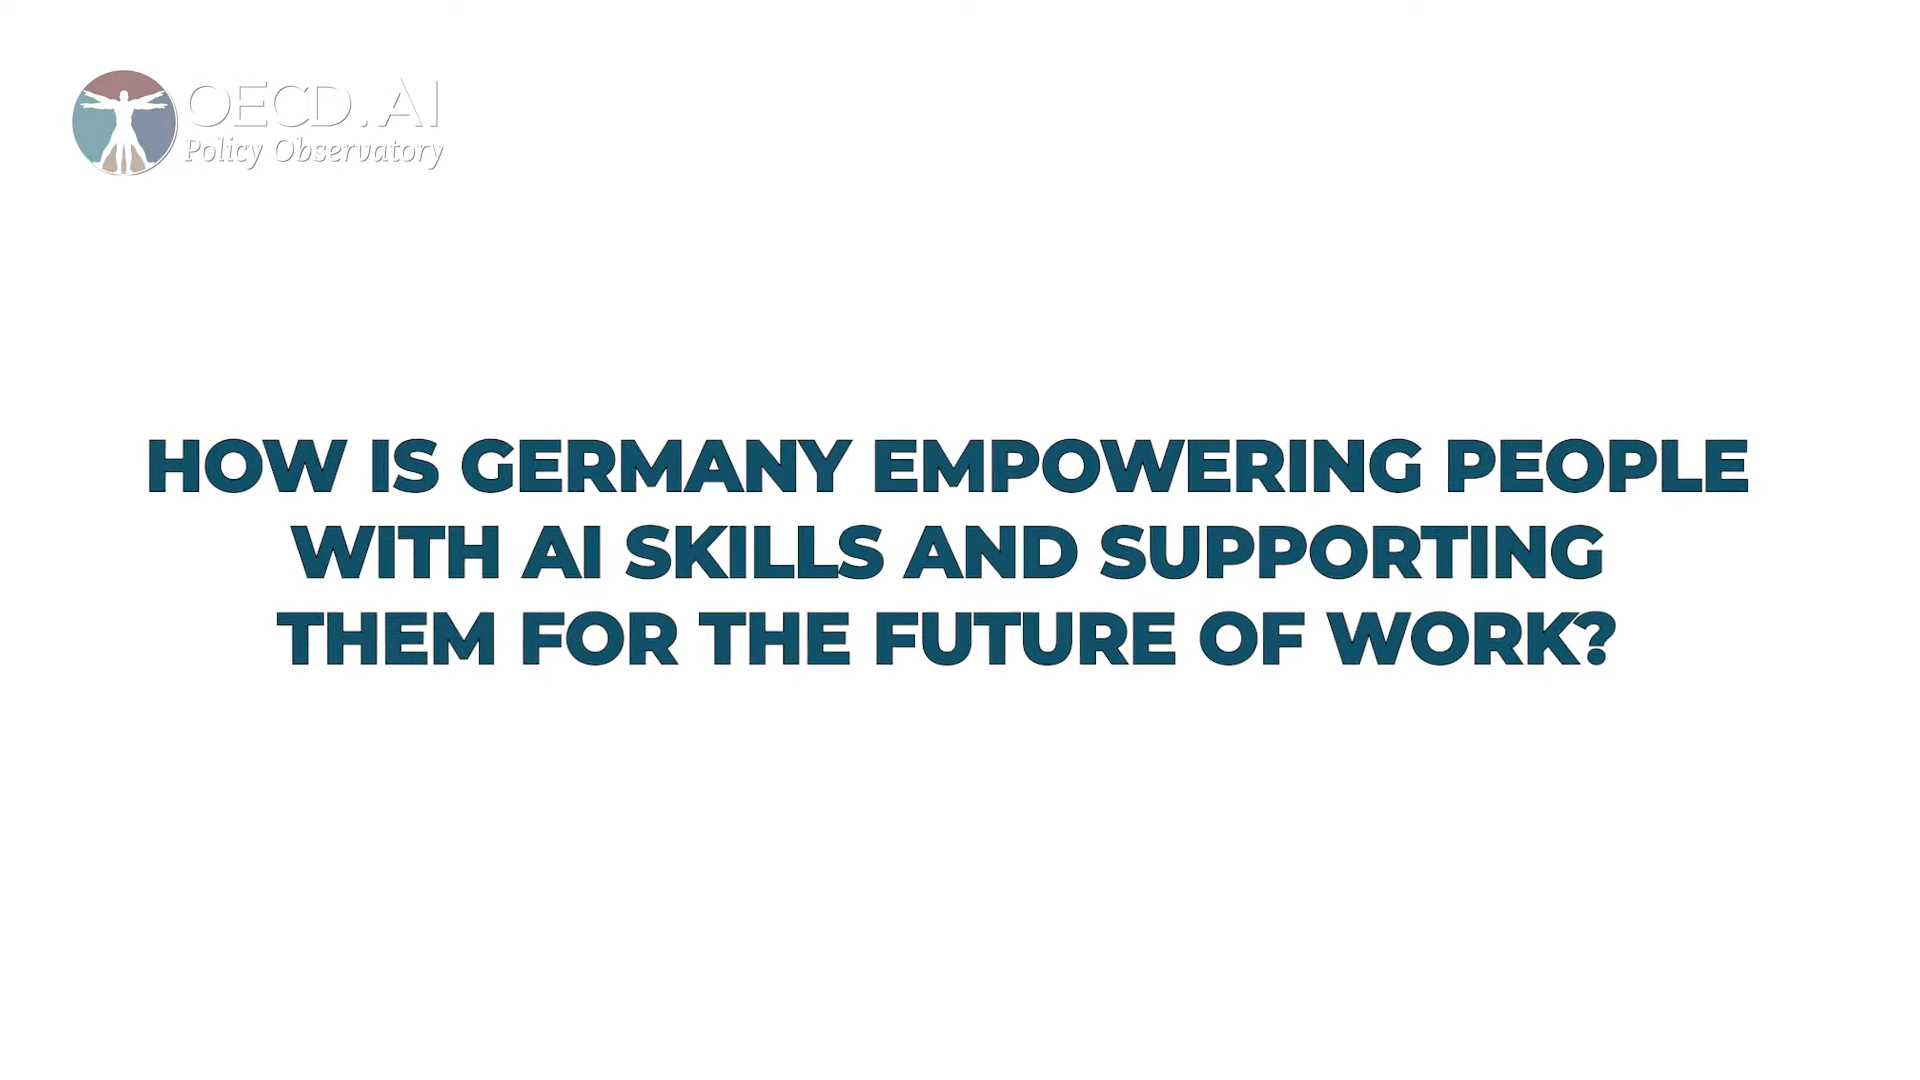 OECD.AI
Policy Observatory
HOW IS GERMANY EMPOWERING PEOPLE
WITH AI SKILLS AND SUPPORTING
THEM FOR THE FUTURE OF WORK?